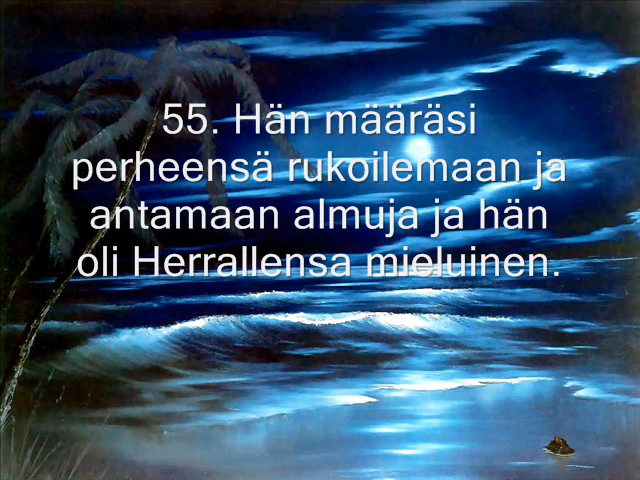 55. Hän määräsi
perheensä rukoilemaan ja
antamaan almuja ja hän
oli Herrallensa mieluinen.